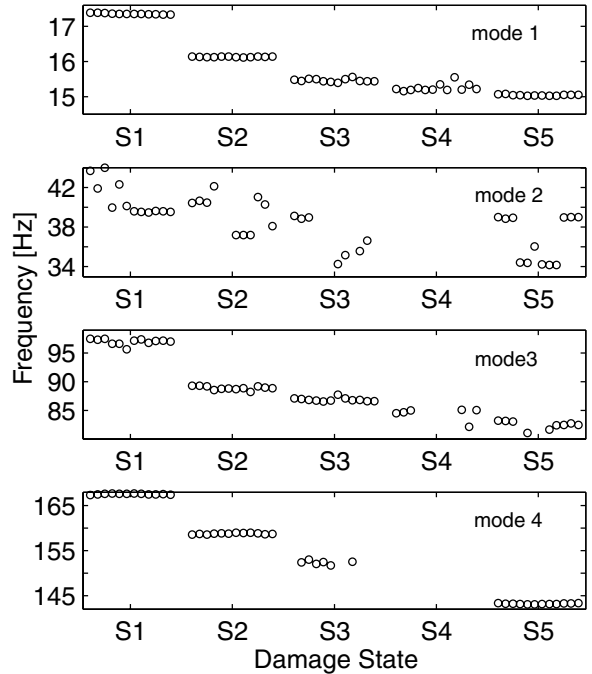 17
16
15
mode 1
S1 S2 S3 S4 S5
42
38
34
mode 2
S1 S2 S3 S4 S5
Frequency [Hz]
95
90
85
mode3
S1 S2 S3 S4 S5
165
155
145
mode 4
S1 S2 S3 S4 S5
Damage State